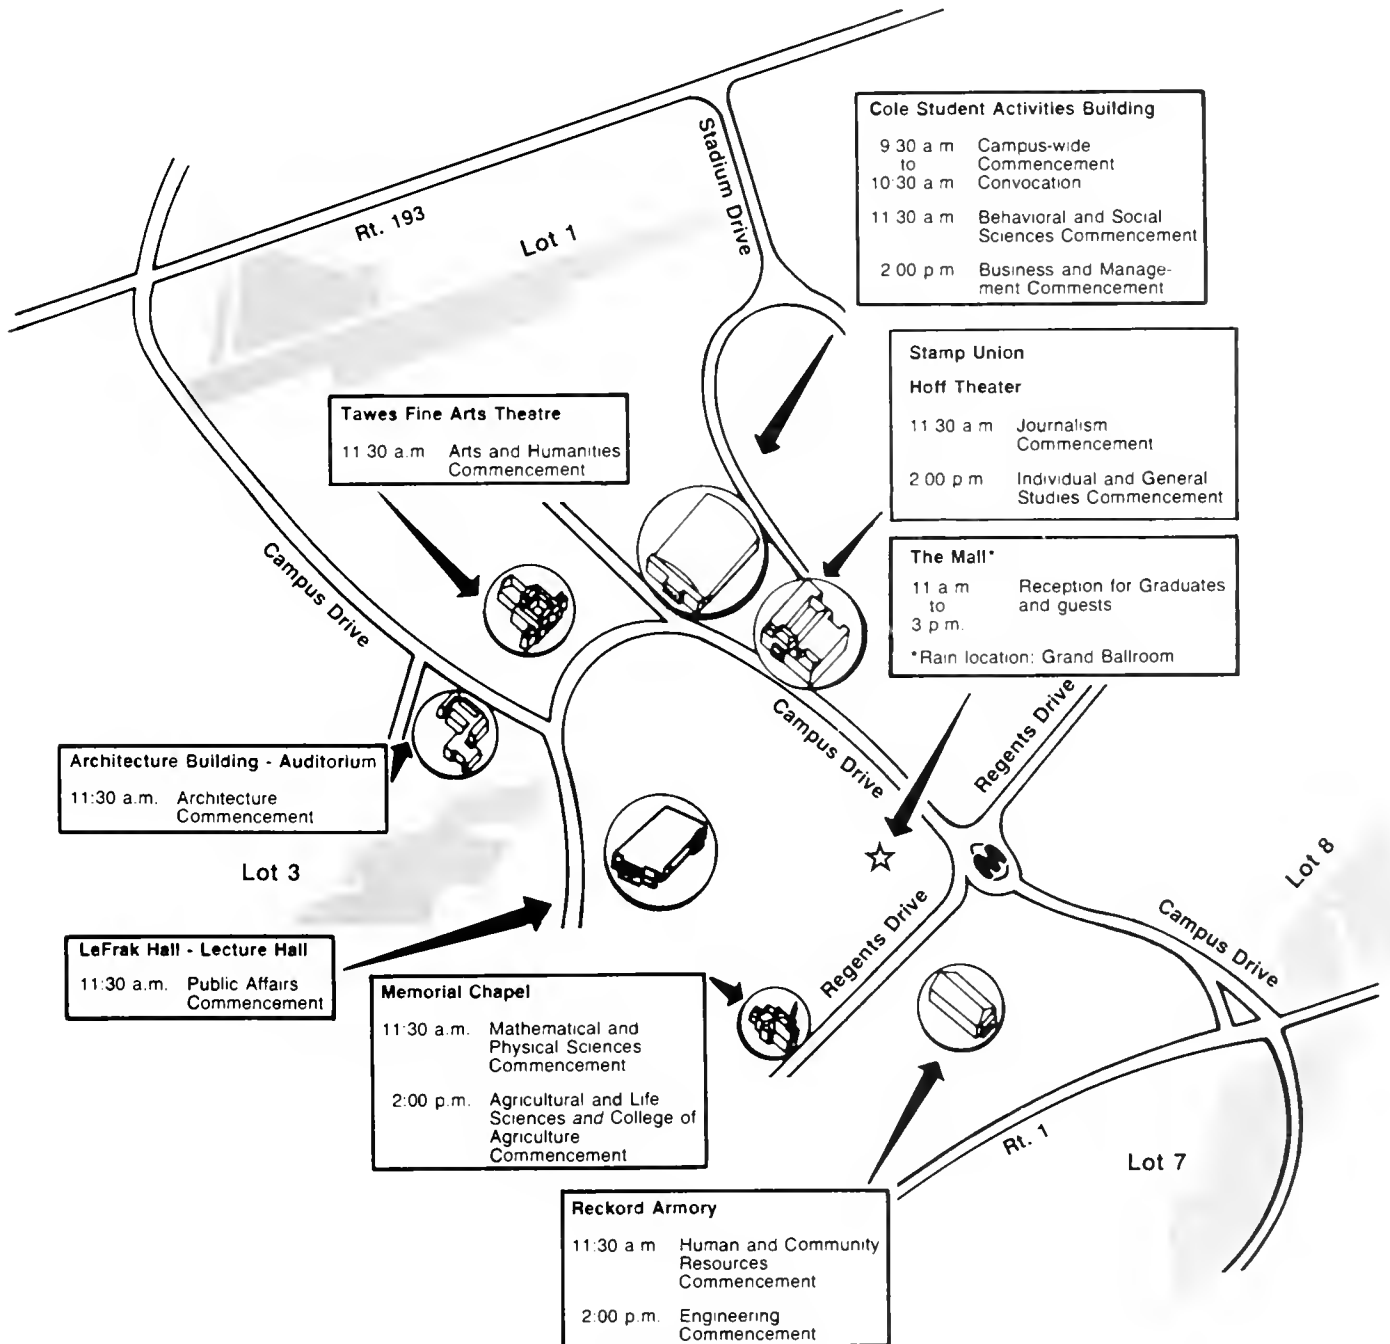 Cole Student Activities Building
9 30 a m Campus-wide
to Commencement
10:30 a m Convocation
11 30 a m Behavioral and Social
Sciences Commencement
2 00 p m Business and Manage-
ment Commencement
Stadium Drive
Rt. 193
Lot 1
Stamp Union
Hoff Theater
11 30 a m Journalism
Commencement
2 00 p m Individual and General
Studies Commencement
Tawes Fine Arts Theatre
11 30 a.m Arts and Humanities
Commencement
The Mall*
11 a m Reception for Graduates
to and guests
3 p m.
*Rain location: Grand Ballroom
Campus Drive
Campus Drive
Regents Drive
Architecture Building - Auditorium
11:30 a.m. Architecture
Commencement
Lot 3
Lot 8
M
Regents Drive
Campus Drive
LeFrak Hall - Lecture Hall
11:30 a.m. Public Affairs
Commencement
Memorial Chapel
11:30 a.m. Mathematical and
Physical Sciences
Commencement
2:00 p.m. Agricultural and Life
Sciences and College of
Agriculture
Commencement
Rt. 1
Lot 7
Reckord Armory
11:30 a m Human and Community
Resources
Commencement
2:00 p.m. Engineering
Commencement